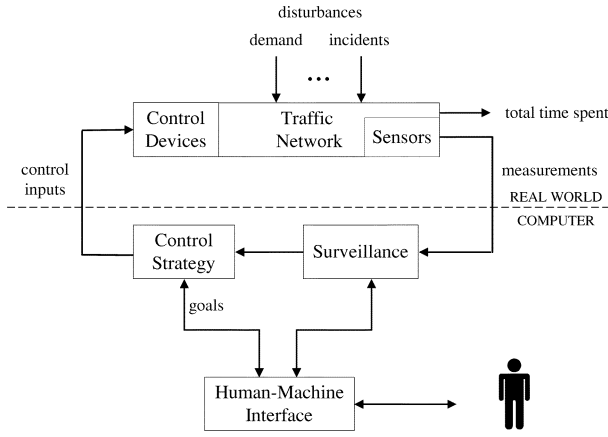 disturbances
demand
incidents
...
Control
Devices
Traffic
Network
Sensors
total time spent
control
inputs
measurements
REAL WORLD
COMPUTER
Control
Strategy
Surveillance
goals
Human-Machine
Interface